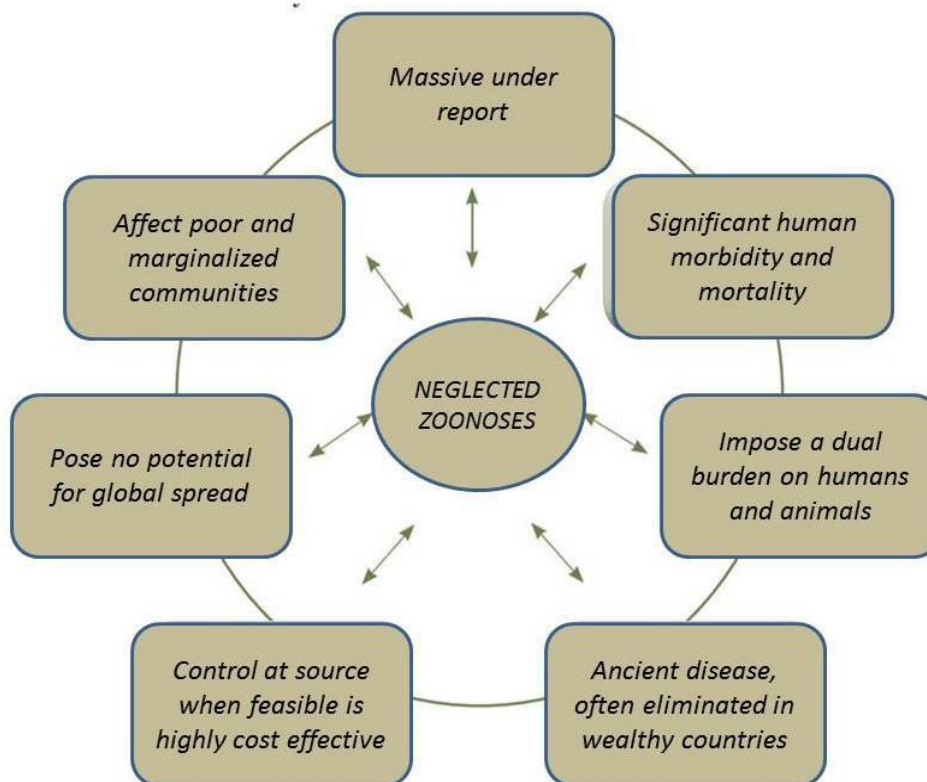 Massive under
report
Significant human
morbidity and
mortality
Impose a dual
burden on humans
and animals
Ancient disease,
often eliminated in
wealthy countries
Control at source
when feasible is
highly cost effective
Pose no potential
for global spread
Affect poor and
marginalized
communities
NEGLECTED
ZOONOSES